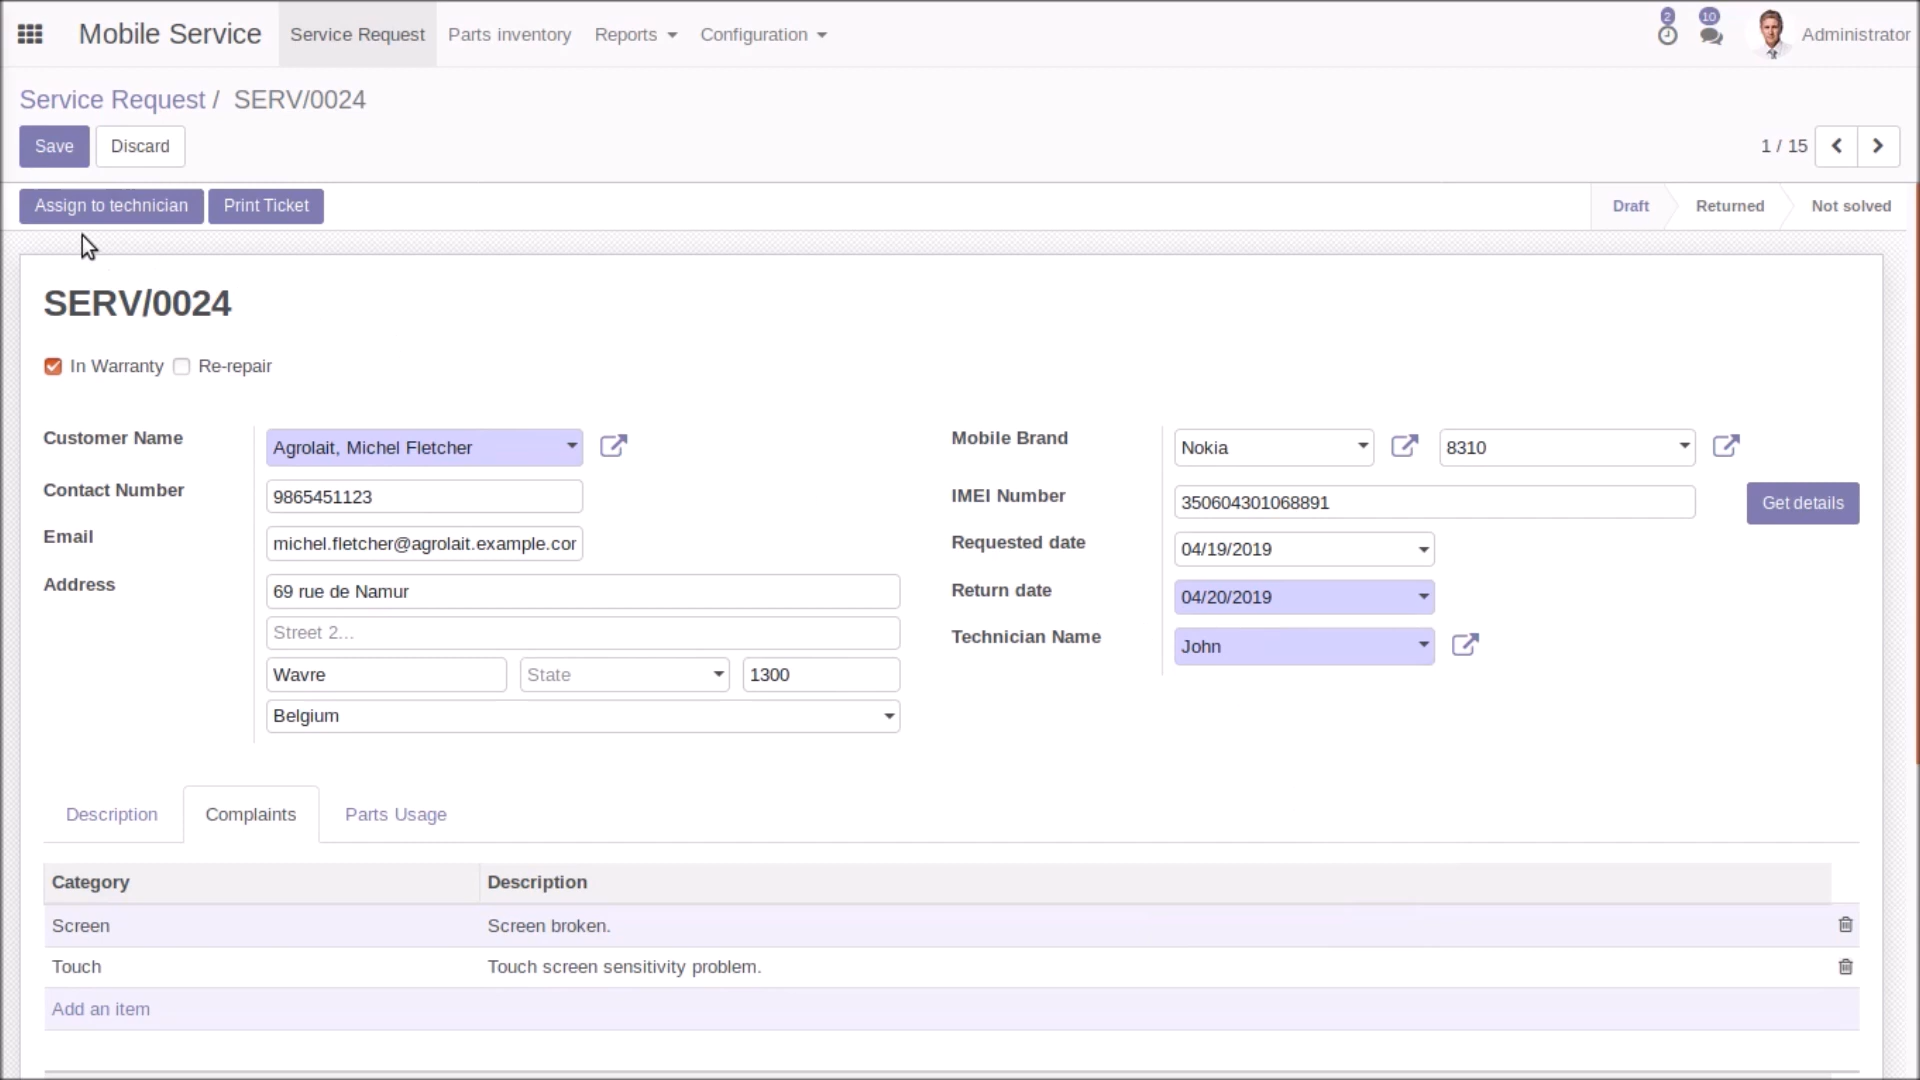 Mobile Service Service Request Parts inventory Reports Configuration 2 10 Administrator
Service Request / SERV/0024
Save Discard 1 / 15
Assign to technician Print Ticket Draft Returned Not solved
SERV/0024
In Warranty Re-repair
Customer Name Agrolait, Michel Fletcher Mobile Brand Nokia 8310
Contact Number 9865451123 IMEI Number 350604301068891 Get details
Email michel.fletcher@agrolait.example.cor Requested date 04/19/2019
Address 69 rue de Namur Return date 04/20/2019
Street 2... Technician Name John
Wavre State 1300
Belgium
Description Complaints Parts Usage
Category Description
Screen Screen broken.
Touch Touch screen sensitivity problem.
Add an item